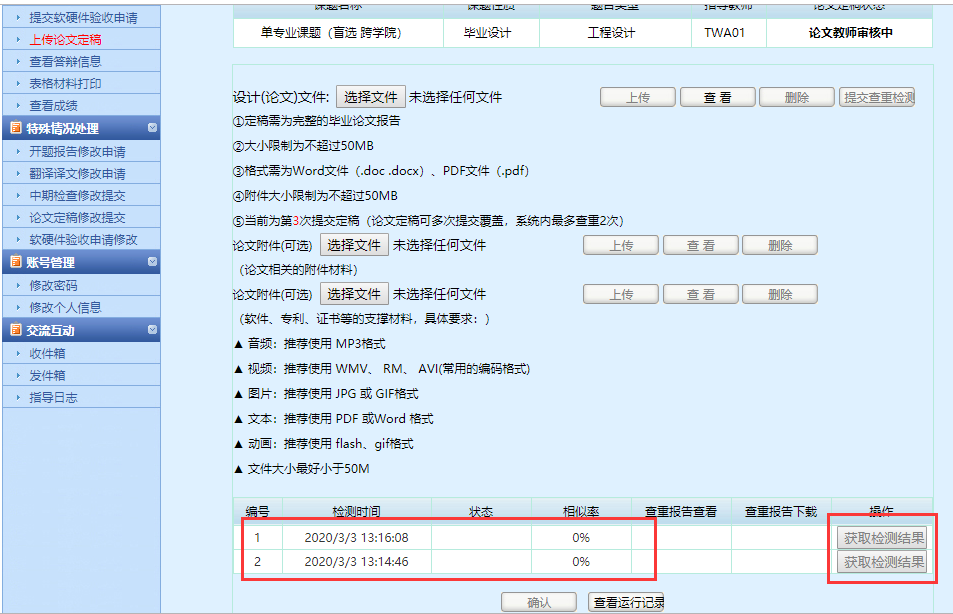 提交软硬件验收申请
上传论文定稿
查看答辩信息
表格材料打印
查看成绩
特殊情况处理
开题报告修改申请
翻译译文修改申请
中期检查修改提交
论文定稿修改提交
软硬件验收申请修改
账号管理
修改密码
修改个人信息
交流互动
收件箱
发件箱
指导日志
课题名称 课题性质 题目类型 指导教师 论文定稿状态
单专业课题（盲选 跨学院） 毕业设计 工程设计 TWA01 论文教师审核中
设计(论文)文件: 选择文件 未选择任何文件 上传 查看 删除 提交查重检测
①定稿需为完整的毕业论文报告
②大小限制为不超过50MB
③格式需为Word文件（.doc .docx）、PDF文件（.pdf）
④附件大小限制为不超过50MB
⑤当前为第3次提交定稿（论文定稿可多次提交覆盖，系统内最多查重2次）
论文附件(可选) 选择文件 未选择任何文件 上传 查看 删除
（论文相关的附件材料）
论文附件(可选) 选择文件 未选择任何文件 上传 查看 删除
（软件、专利、证书等的支撑材料，具体要求：）
▲ 音频：推荐使用 MP3格式
▲ 视频：推荐使用 WMV、 RM、 AVI(常用的编码格式)
▲ 图片：推荐使用 JPG 或 GIF格式
▲ 文本：推荐使用 PDF 或Word 格式
▲ 动画：推荐使用 flash、gif格式
▲ 文件大小最好小于50M
编号 检测时间 状态 相似率 查重报告查看 查重报告下载 操作
1 2020/3/3 13:16:08 0% 获取检测结果
2 2020/3/3 13:14:46 0% 获取检测结果
确认 查看运行记录